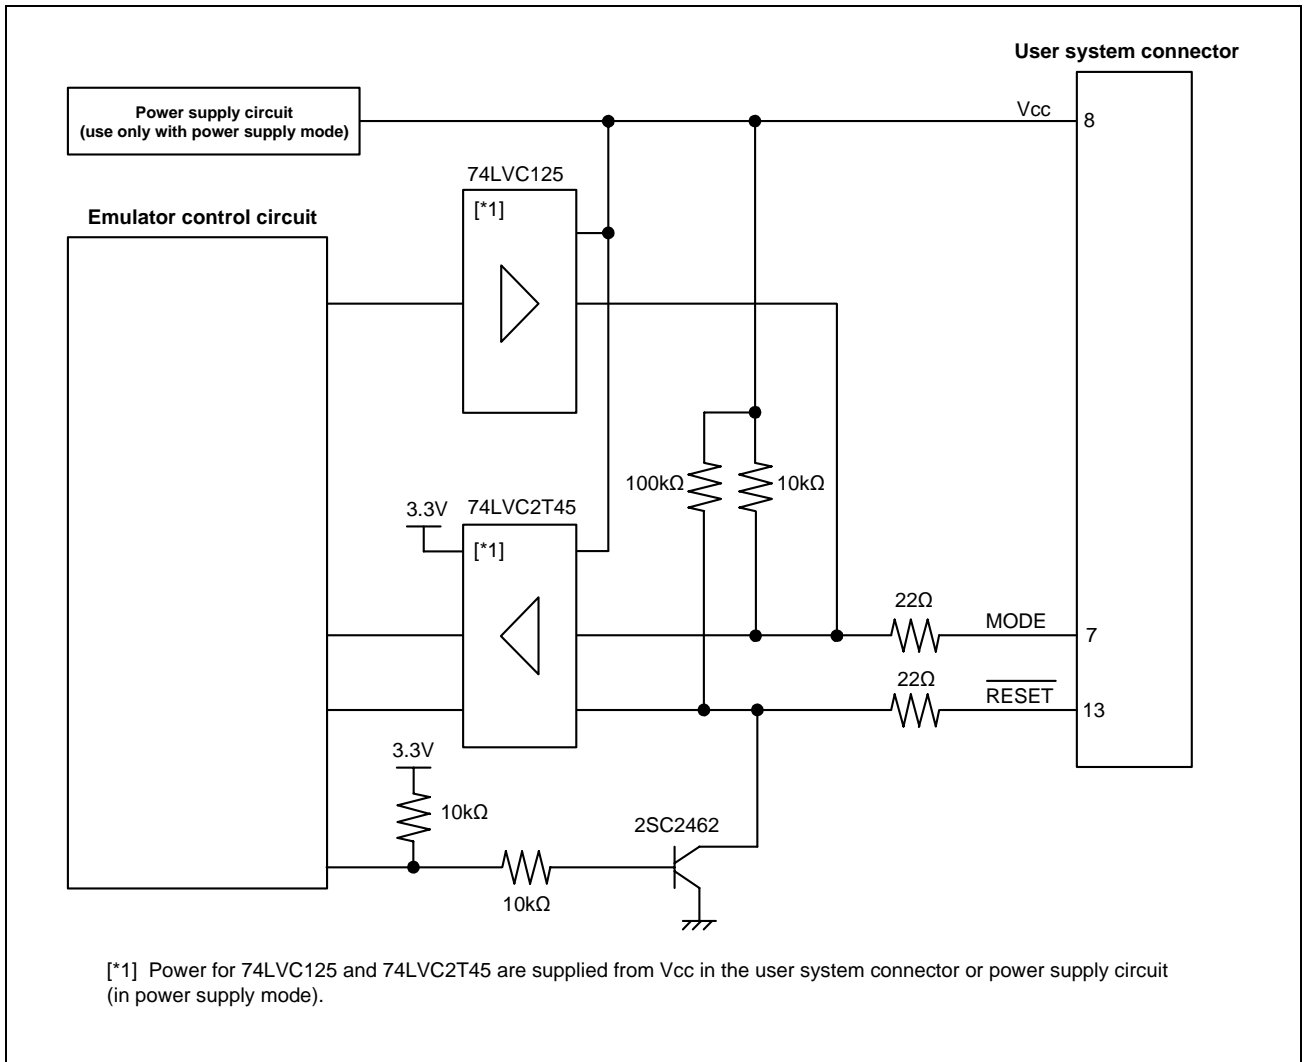 User system connector
Power supply circuit
(use only with power supply mode)
Vcc
8
74LVC125
[*1]
Emulator control circuit
100kΩ
10kΩ
3.3V
74LVC2T45
[*1]
22Ω
MODE
7
22Ω
RESET
13
3.3V
10kΩ
2SC2462
10kΩ
[*1] Power for 74LVC125 and 74LVC2T45 are supplied from Vcc in the user system connector or power supply circuit
(in power supply mode).